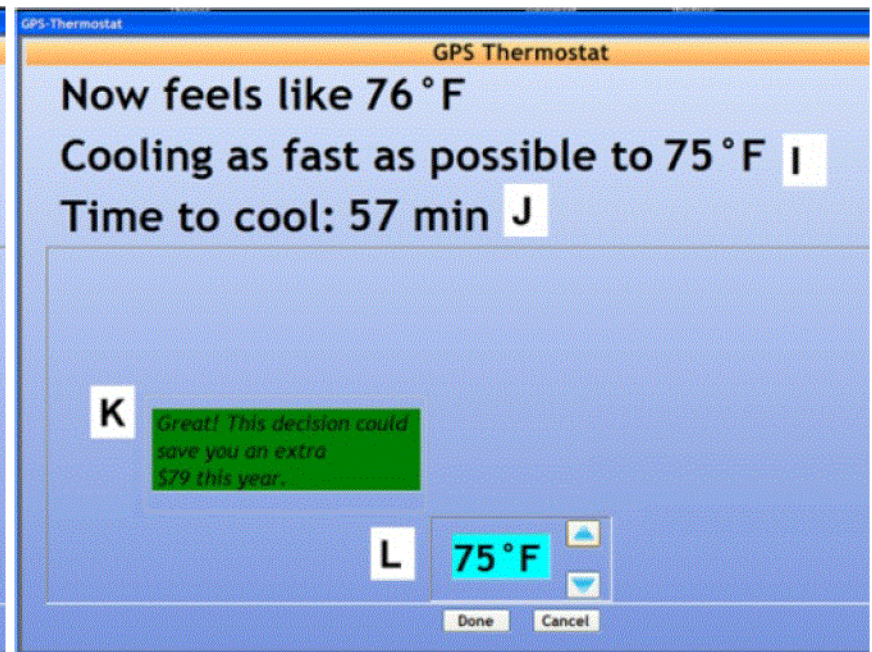 GPS-Thermostat
GPS Thermostat
Now feels like 76°F
Cooling as fast as possible to 75°F I
Time to cool: 57 min J
K
Great! This decision could
save you an extra
$79 this year.
L
75°F
Done Cancel